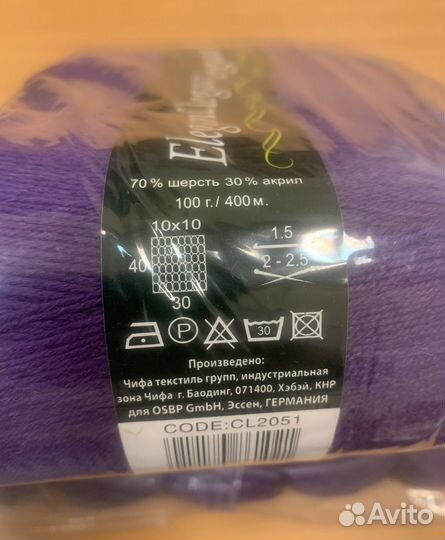 70 % шерсть 30 % акрил
100 г./ 400 м.
10x10
1.5
40
2 - 2.5
30
P
30
Произведено:
Чифа текстиль групп, индустриальная
зона Чифа г. Баодинг, 071400, Хэбэй, КНР
для OSBP GmbH, Эссен, ГЕРМАНИЯ
CODE:CL2051
Avito